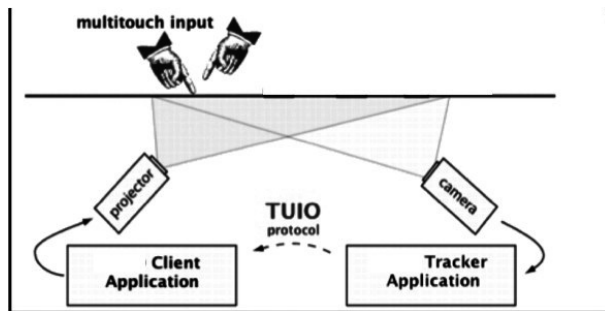 multitouch input
projector
camera
TUIO
protocol
Client
Application
Tracker
Application